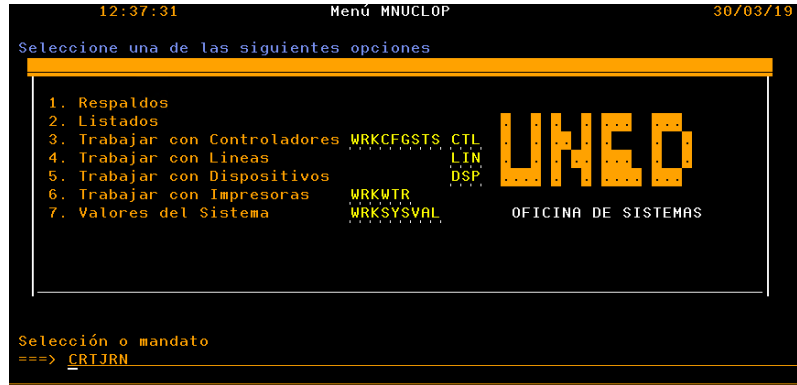 12:37:31 Menú MNUCLOP 30/03/19
Seleccione una de las siguientes opciones
1. Respaldos
2. Listados
3. Trabajar con Controladores WRKCFGSTS CTL
4. Trabajar con Lineas LIN
5. Trabajar con Dispositivos DSP
6. Trabajar con Impresoras WRKWTR
7. Valores del Sistema WRKSYSVAL
UNED
OFICINA DE SISTEMAS
Selección o mandato
===> CRTJRN